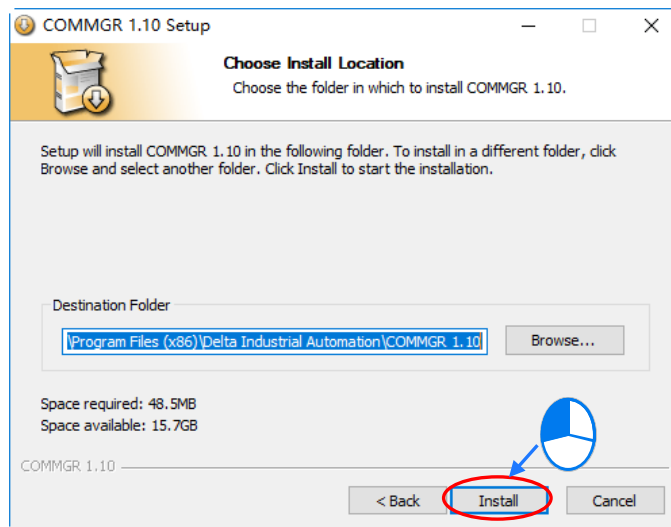 COMMGR 1.10 Setup
Choose Install Location
Choose the folder in which to install COMMGR 1.10.
Setup will install COMMGR 1.10 in the following folder. To install in a different folder, click
Browse and select another folder. Click Install to start the installation.
Destination Folder
\Program Files (x86)\Delta Industrial Automation\COMMGR 1.10
Browse...
Space required: 48.5MB
Space available: 15.7GB
COMMGR 1.10
< Back
Install
Cancel